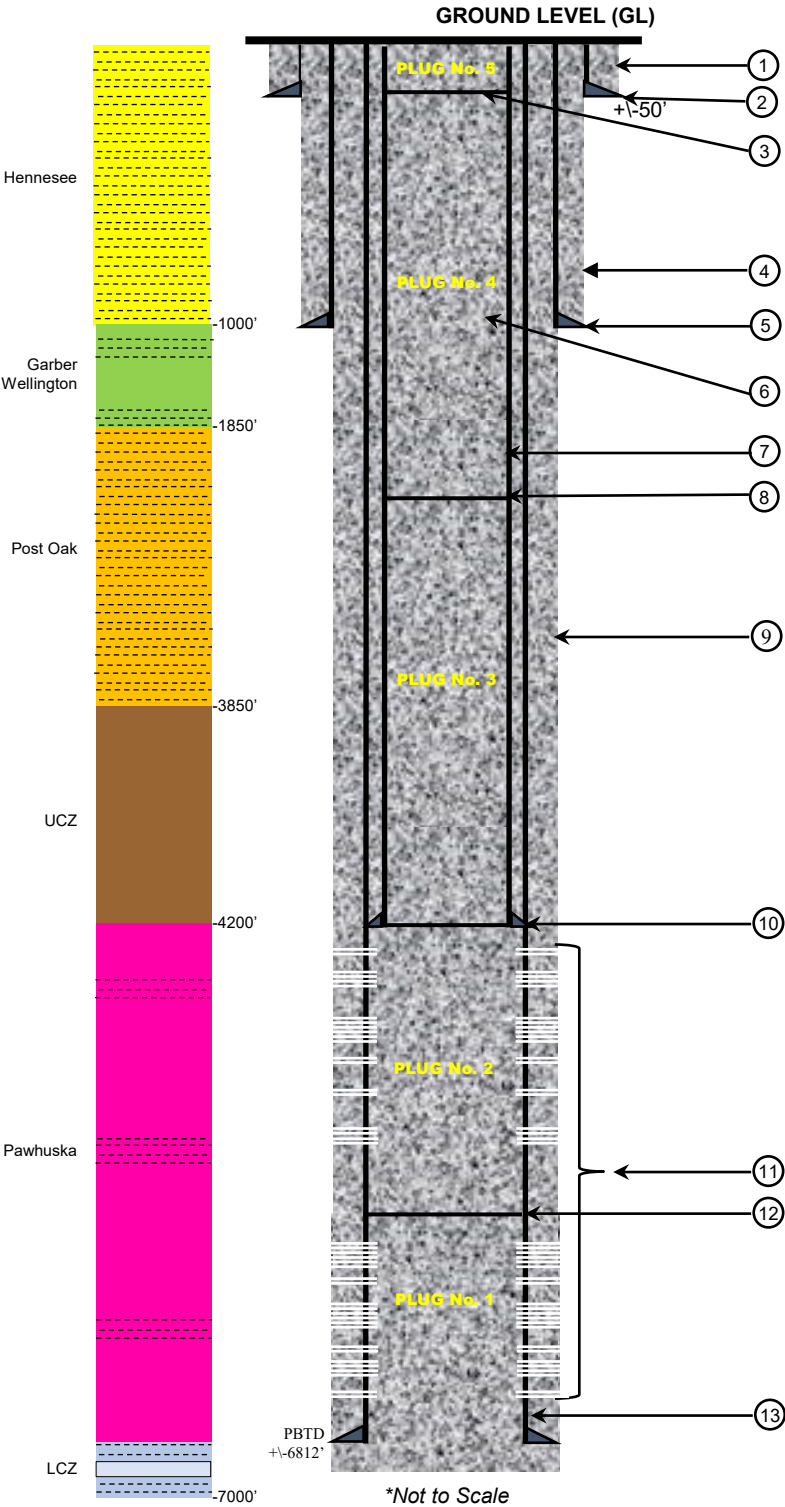 GROUND LEVEL (GL)
PLUG No. 5
1
2
+\-50'
3
Hennesee
PLUG No. 4
4
-1000'
5
Garber
Wellington
6
-1850'
7
8
Post Oak
9
PLUG No. 3
-3850'
UCZ
-4200'
10
PLUG No. 2
Pawhuska
11
12
PLUG No. 1
13
PBTD
+\-6812'
LCZ
-7000'
*Not to Scale